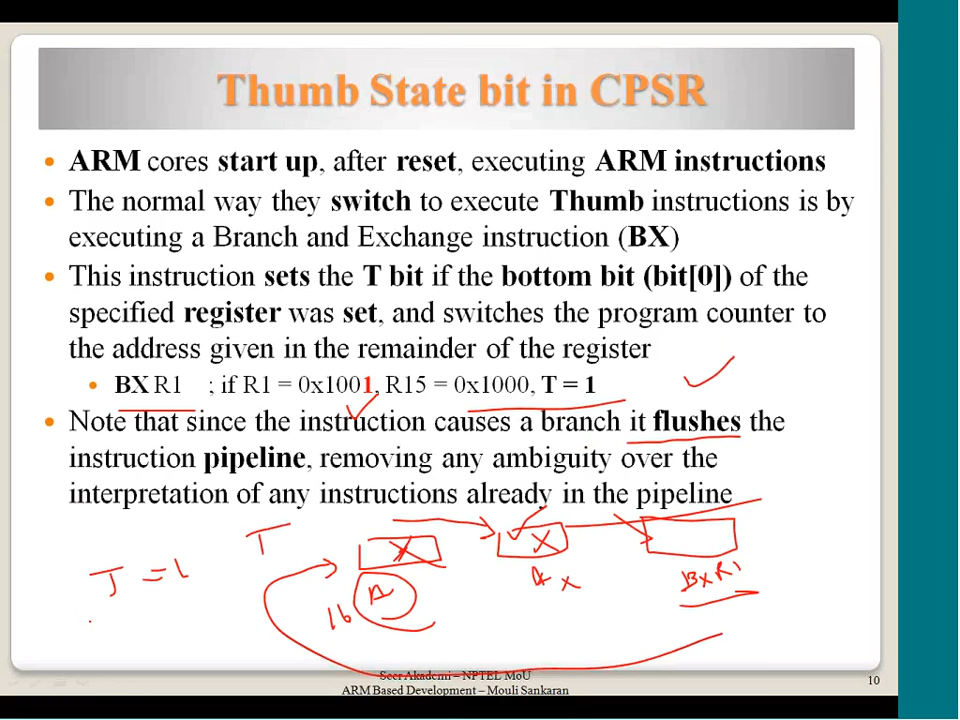 Thumb State bit in CPSR
• ARM cores start up, after reset, executing ARM instructions
• The normal way they switch to execute Thumb instructions is by
executing a Branch and Exchange instruction (BX)
• This instruction sets the T bit if the bottom bit (bit[0]) of the
specified register was set, and switches the program counter to
the address given in the remainder of the register
• BX R1 ; if R1 = 0x1001, R15 = 0x1000, T = 1
• Note that since the instruction causes a branch it flushes the
instruction pipeline, removing any ambiguity over the
interpretation of any instructions already in the pipeline
T
BX R1
16
Seer Akademi – NPTEL MoU
ARM Based Development – Mouli Sankaran
10